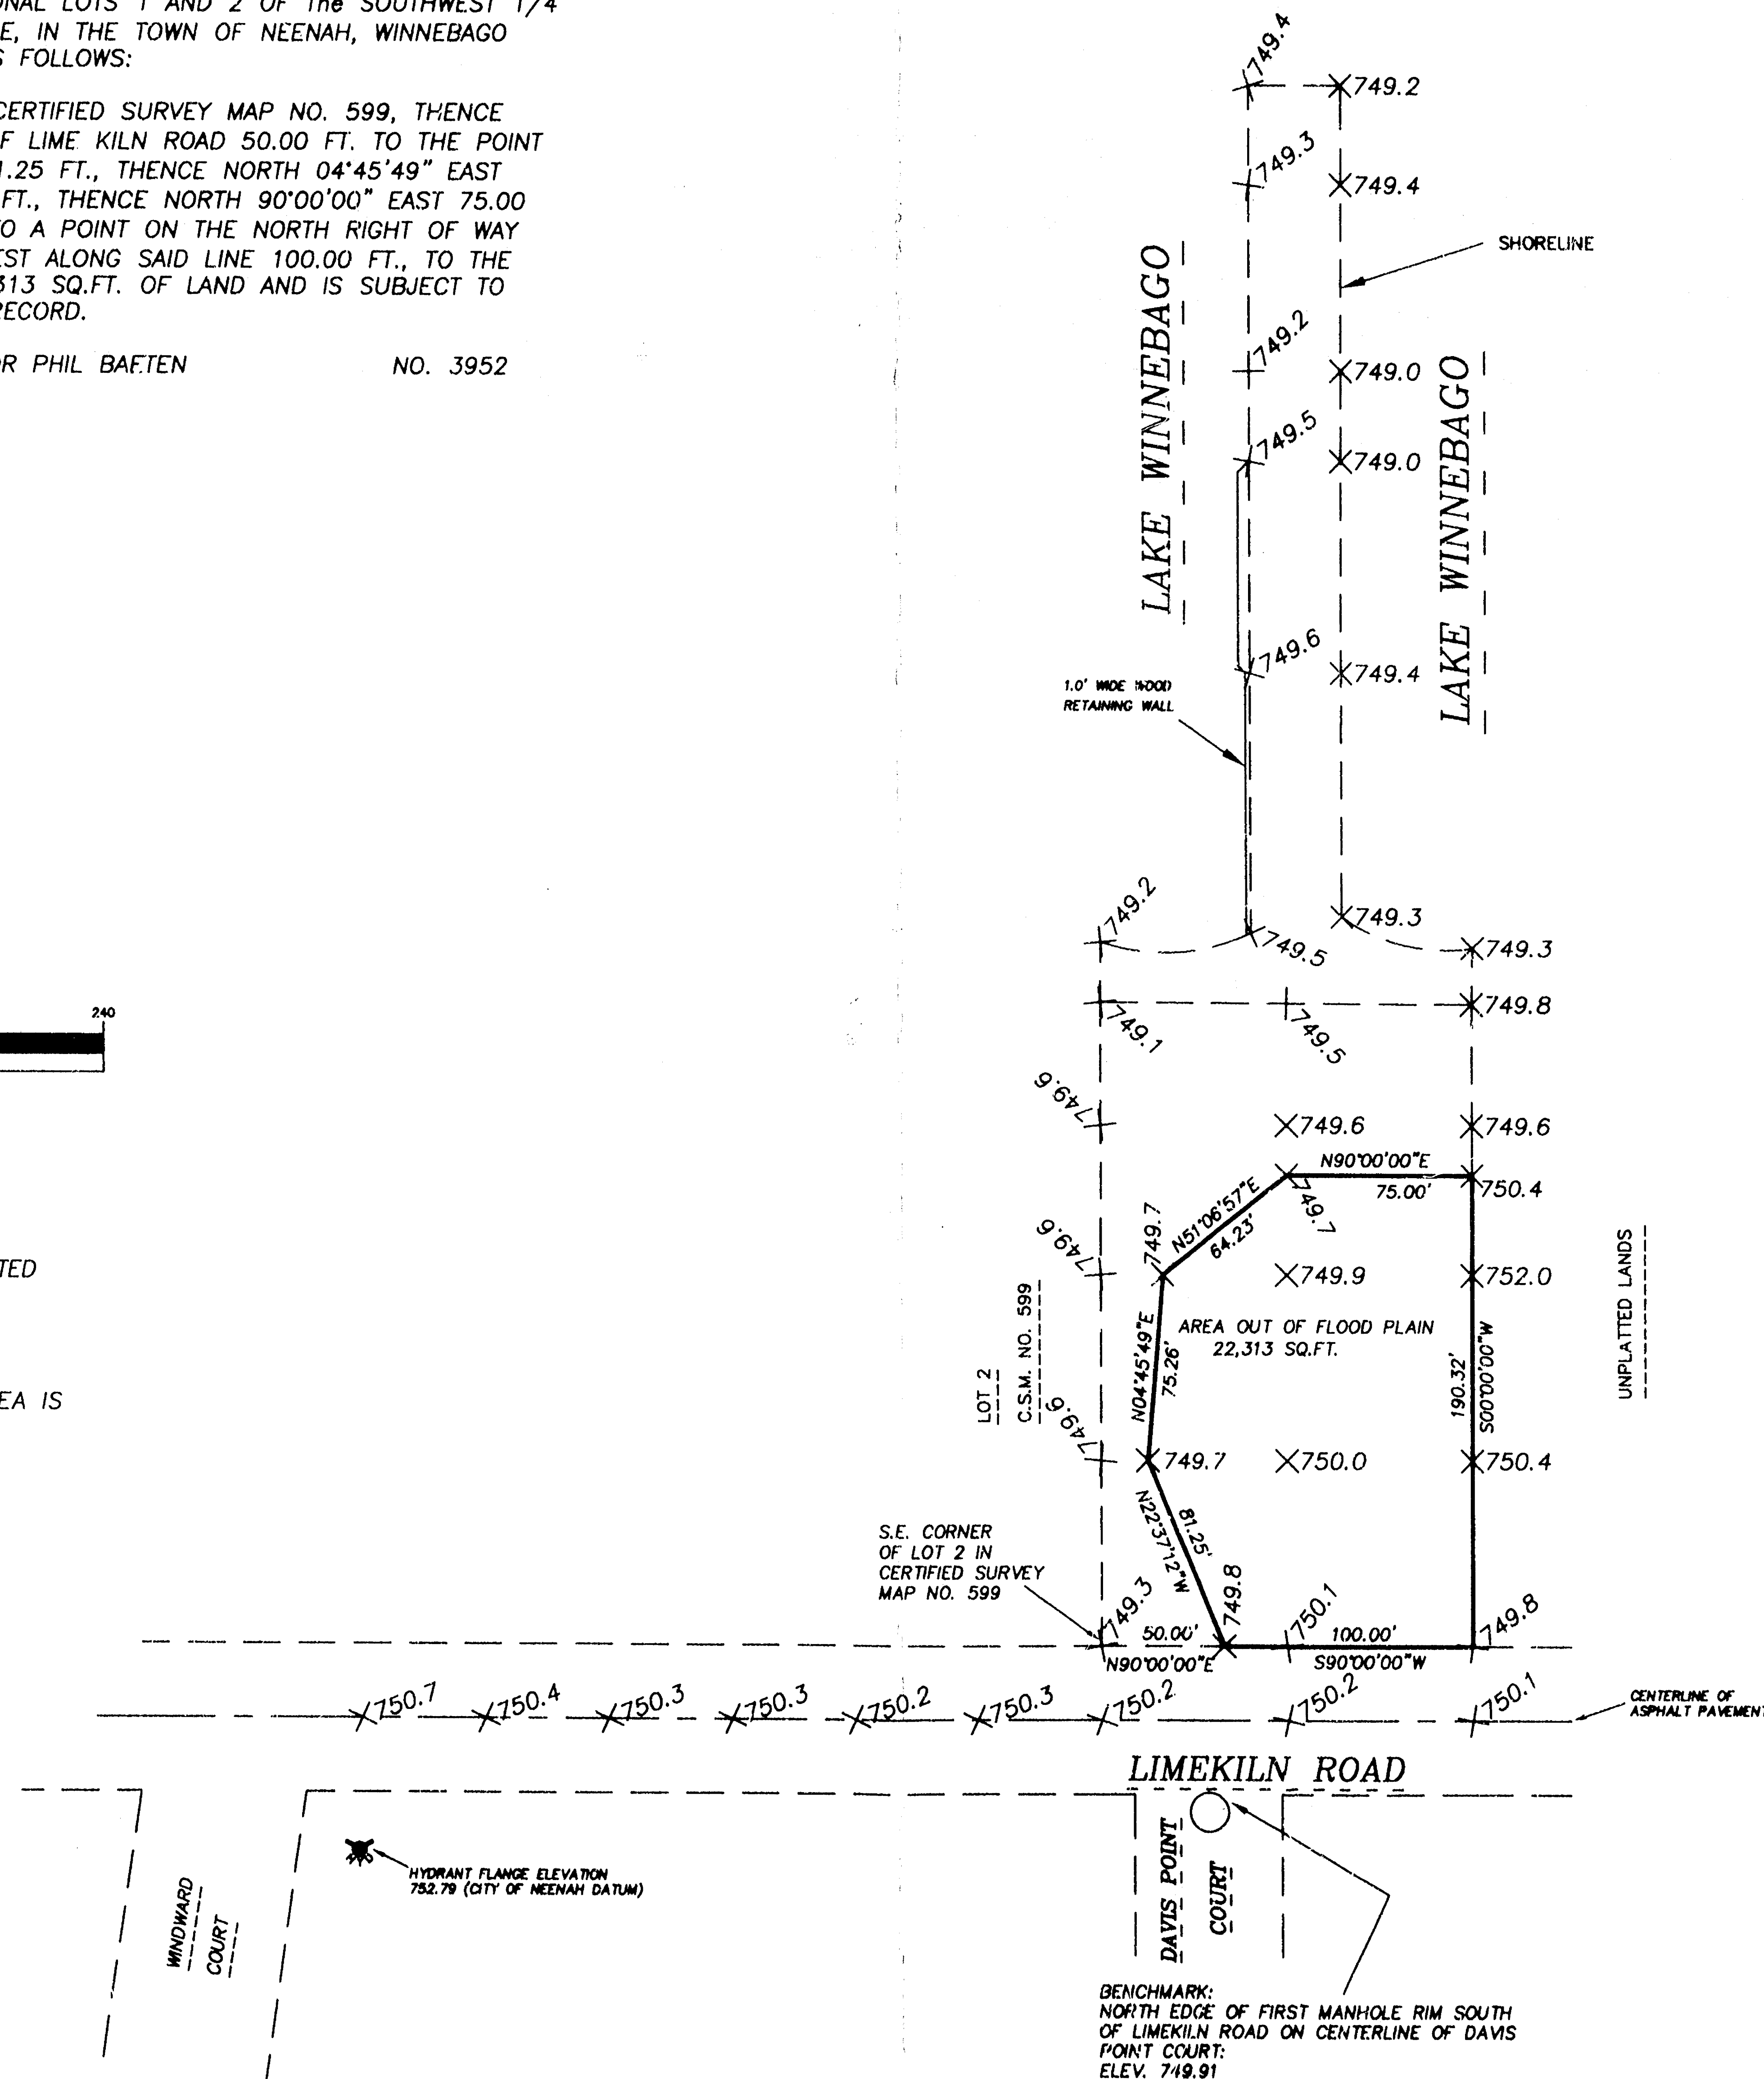 ONAL LOTS 1 AND 2 OF The SOUTHWEST 1/4
E, IN THE TOWN OF NEENAH, WINNEBAGO
S FOLLOWS:
CERTIFIED SURVEY MAP NO. 599, THENCE
F LIME KILN ROAD 50.00 FT. TO THE POINT
1.25 FT., THENCE NORTH 04°45'49" EAST
FT., THENCE NORTH 90°00'00" EAST 75.00
O A POINT ON THE NORTH RIGHT OF WAY
EST ALONG SAID LINE 100.00 FT., TO THE
313 SQ.FT. OF LAND AND IS SUBJECT TO
RECORD.
R PHIL BAETEN NO. 3952
749.4
749.2
749.3
749.4
SHORELINE
LAKE WINNEBAGO
749.2
749.0
LAKE WINNEBAGO
749.5
749.0
749.6
749.4
1.0' WIDE WOOD
RETAINING WALL
749.2
749.3
749.5
749.3
240
749.1
749.5
749.8
749.6
749.6
749.6
N90°00'00"E
75.00'
750.4
749.7
N51°06'57"E
64.23'
749.7
749.6
749.9
752.0
TED
UNPLATTED LANDS
LOT 2
C.S.M. NO. 599
N04°45'49"E
75.26'
AREA OUT OF FLOOD PLAIN
22,313 SQ.FT.
190.32'
S00°00'00"W
EA IS
749.6
749.7
750.0
750.4
N22°37'12"W
81.25'
S.E. CORNER
OF LOT 2 IN
CERTIFIED SURVEY
MAP NO. 599
749.3
749.8
750.1
749.8
50.00'
N90°00'00"E
100.00'
S90°00'00"W
750.7
750.4
750.3
750.3
750.2
750.3
750.2
750.2
750.1
CENTERLINE OF
ASPHALT PAVEMENT
LIMEKILN ROAD
HYDRANT FLANGE ELEVATION
752.79 (CITY OF NEENAH DATUM)
WINDWARD
COURT
DAVIS POINT
COURT
BENCHMARK:
NORTH EDGE OF FIRST MANHOLE RIM SOUTH
OF LIMEKILN ROAD ON CENTERLINE OF DAVIS
POINT COURT:
ELEV. 749.91